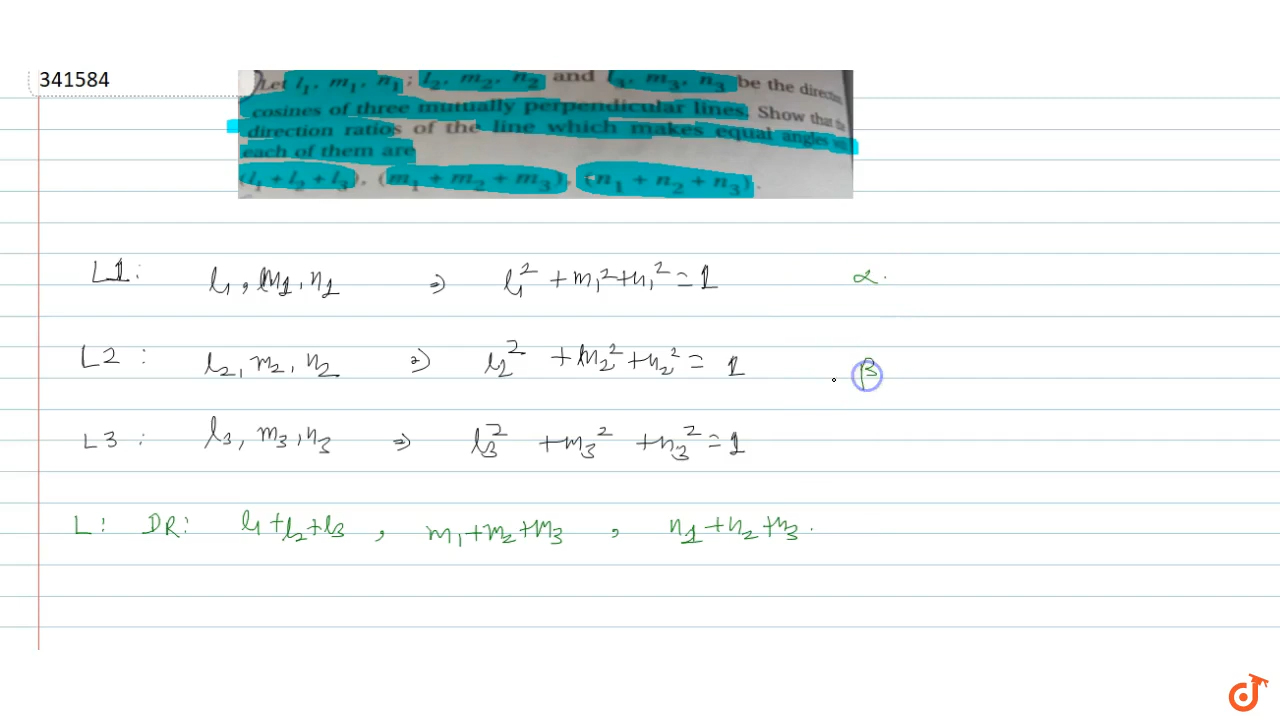 341584
Let l₁, m₁, n₁ ; l₂, m₂, n₂ and l₃, m₃, n₃ be the direction
cosines of three mutually perpendicular lines. Show that the
direction ratios of the line which makes equal angles with
each of them are
(l₁ + l₂ + l₃), (m₁ + m₂ + m₃), (n₁ + n₂ + n₃).
L1: l₁, m₁, n₁ ⇒ l₁² + m₁² + n₁² = 1 α.
L2: l₂, m₂, n₂ ⇒ l₂² + m₂² + n₂² = 1 . β
L3: l₃, m₃, n₃ ⇒ l₃² + m₃² + n₃² = 1
L: DR: l₁+l₂+l₃, m₁+m₂+m₃, n₁+n₂+n₃.